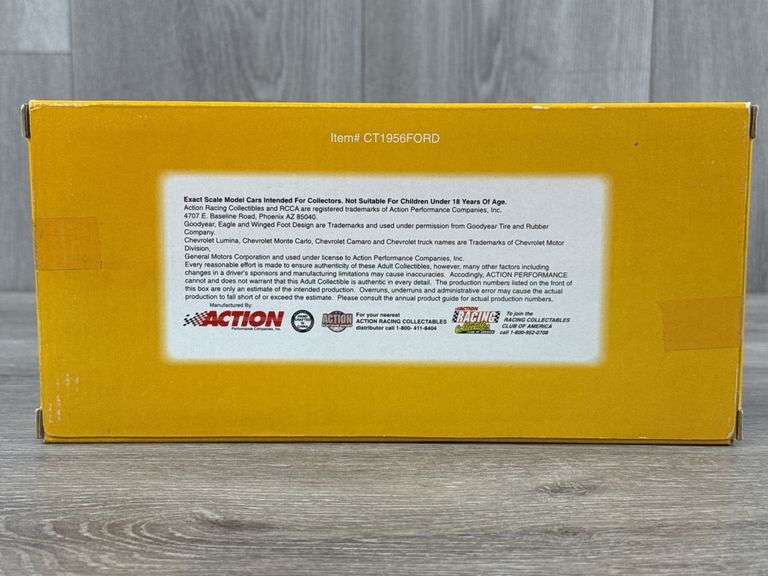 Item# CT1956FORD
Exact Scale Model Cars Intended For Collectors. Not Suitable For Children Under 18 Years Of Age.
Action Racing Collectibles and RCCA are registered trademarks of Action Performance Companies, Inc.
4707 E. Baseline Road, Phoenix AZ 85040.
Goodyear, Eagle and Winged Foot Design are Trademarks and used under permission from Goodyear Tire and Rubber
Company.
Chevrolet Lumina, Chevrolet Monte Carlo, Chevrolet Camaro and Chevrolet truck names are Trademarks of Chevrolet Motor
Division,
General Motors Corporation and used under license to Action Performance Companies, Inc.
Every reasonable effort is made to ensure authenticity of these Adult Collectibles, however, many other factors including
changes in a driver's sponsors and manufacturing limitations may cause inaccuracies. Accordingly, ACTION PERFORMANCE
cannot and does not warrant that this Adult Collectible is authentic in every detail. The production numbers listed on the front of
this box are only an estimate of the intended production. Overruns, underruns and administrative error may cause the actual
production to fall short of or exceed the estimate. Please consult the annual product guide for actual production numbers.
Manufactured By:
ACTION
Performance Companies, Inc.
ACTION
For your nearest
ACTION RACING COLLECTABLES
distributor call 1-800- 411-8404
ACTION
RACING
Collectables
CLUB OF AMERICA
To join the
RACING COLLECTABLES
CLUB OF AMERICA
call 1-800-952-0708